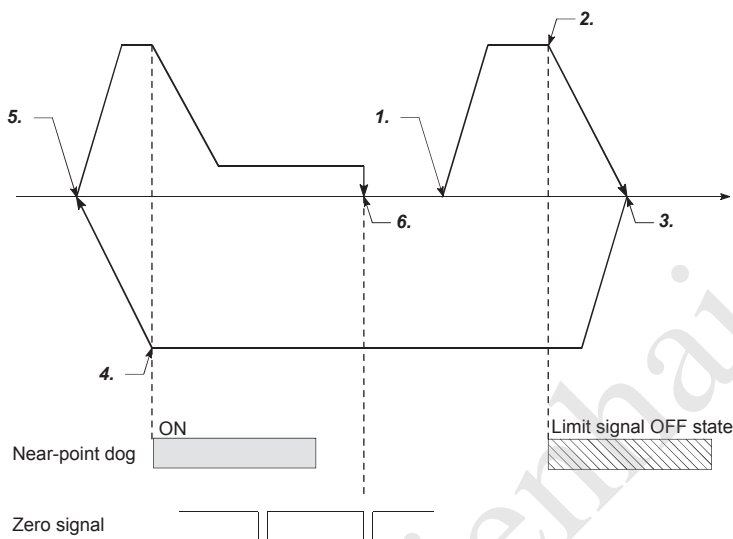 2.
5.
1.
6.
3.
4.
ON
Limit signal OFF state
Near-point dog
Zero signal